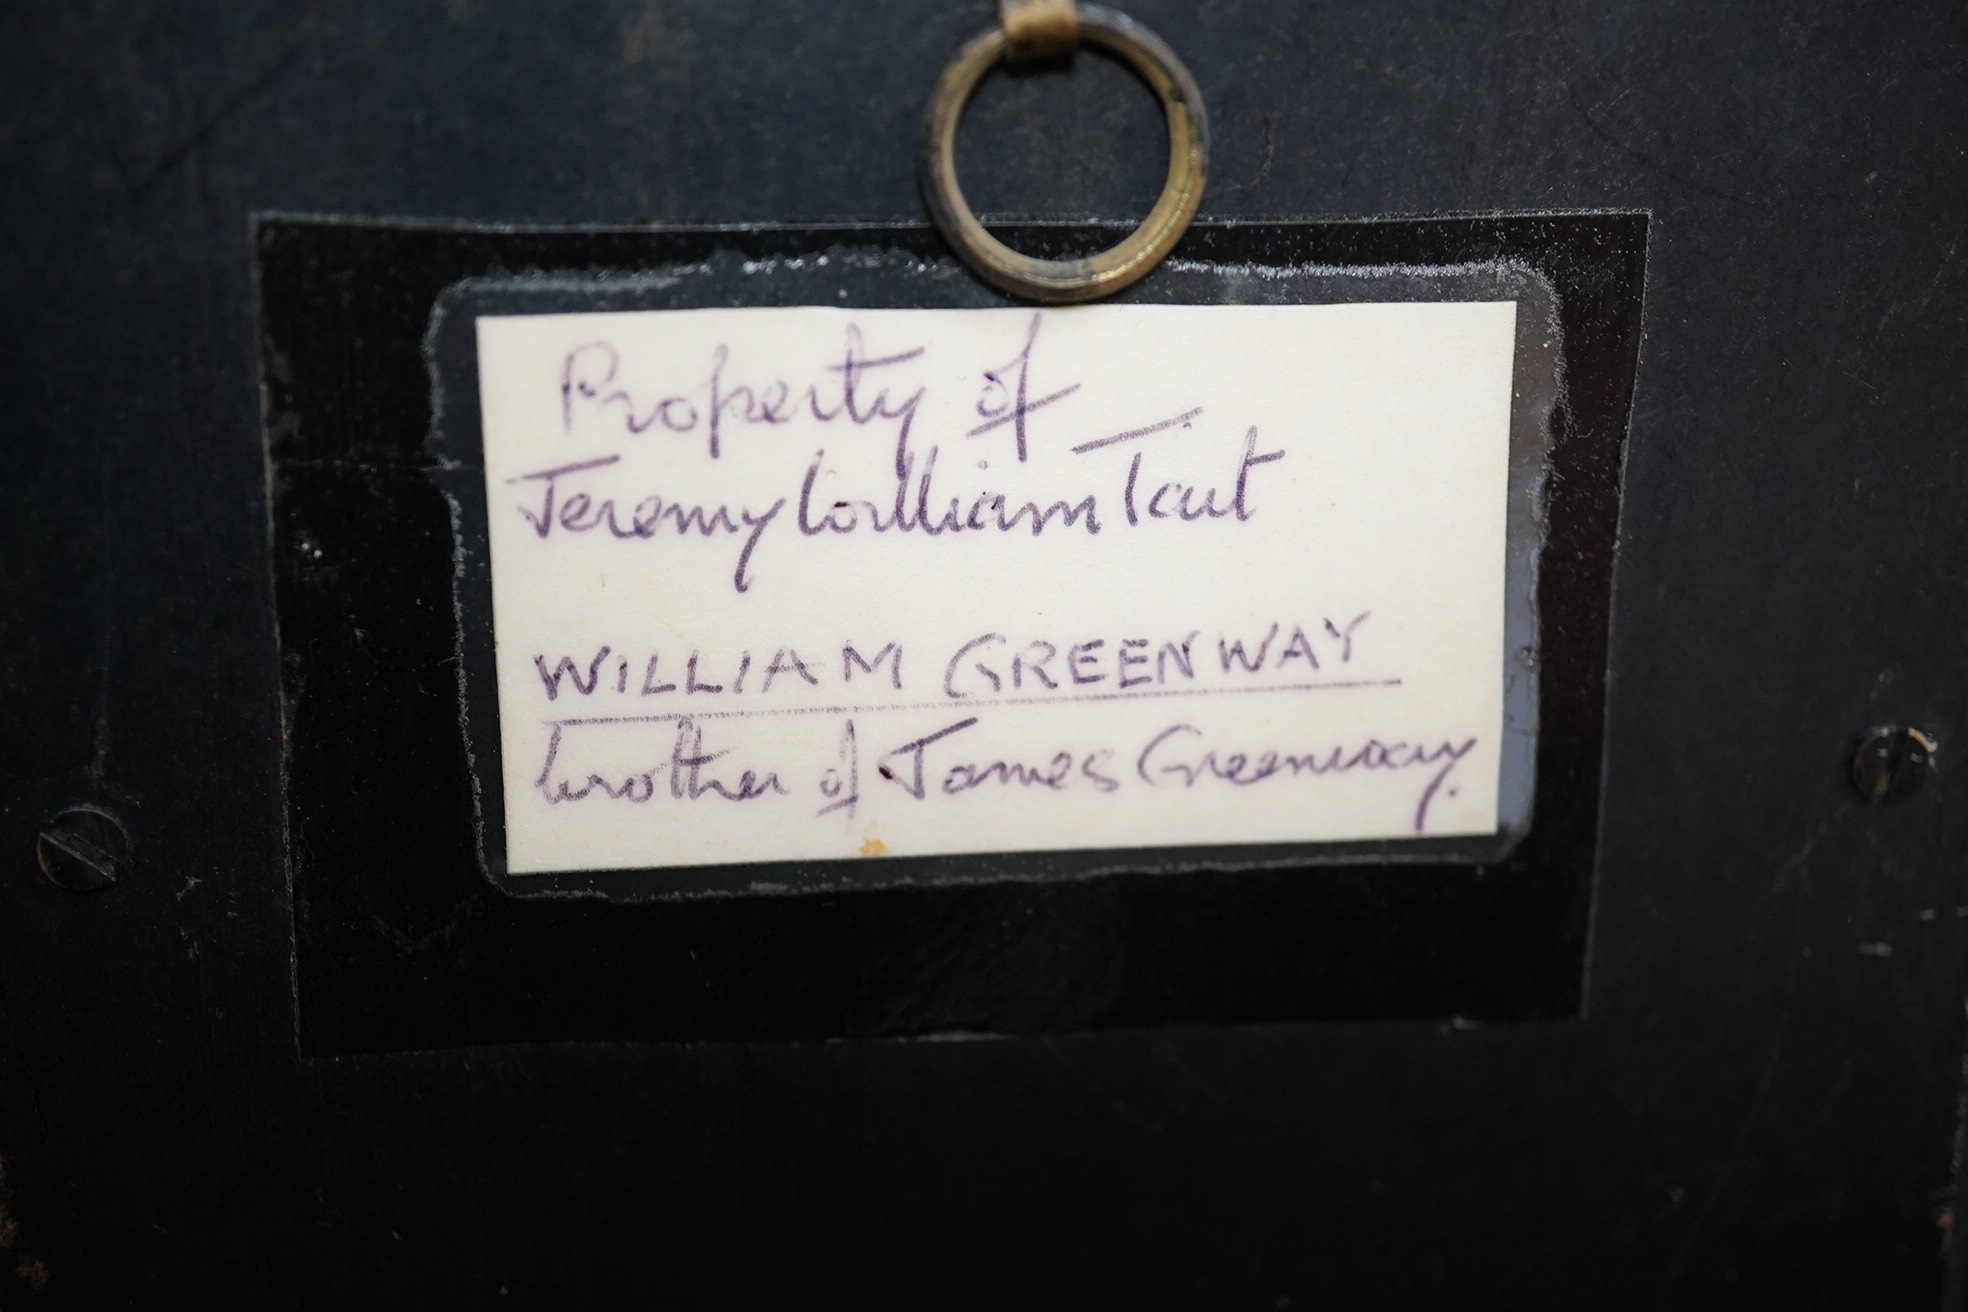 Property of
Jeremy William Tait
WILLIAM GREENWAY
brother of James Greenway.